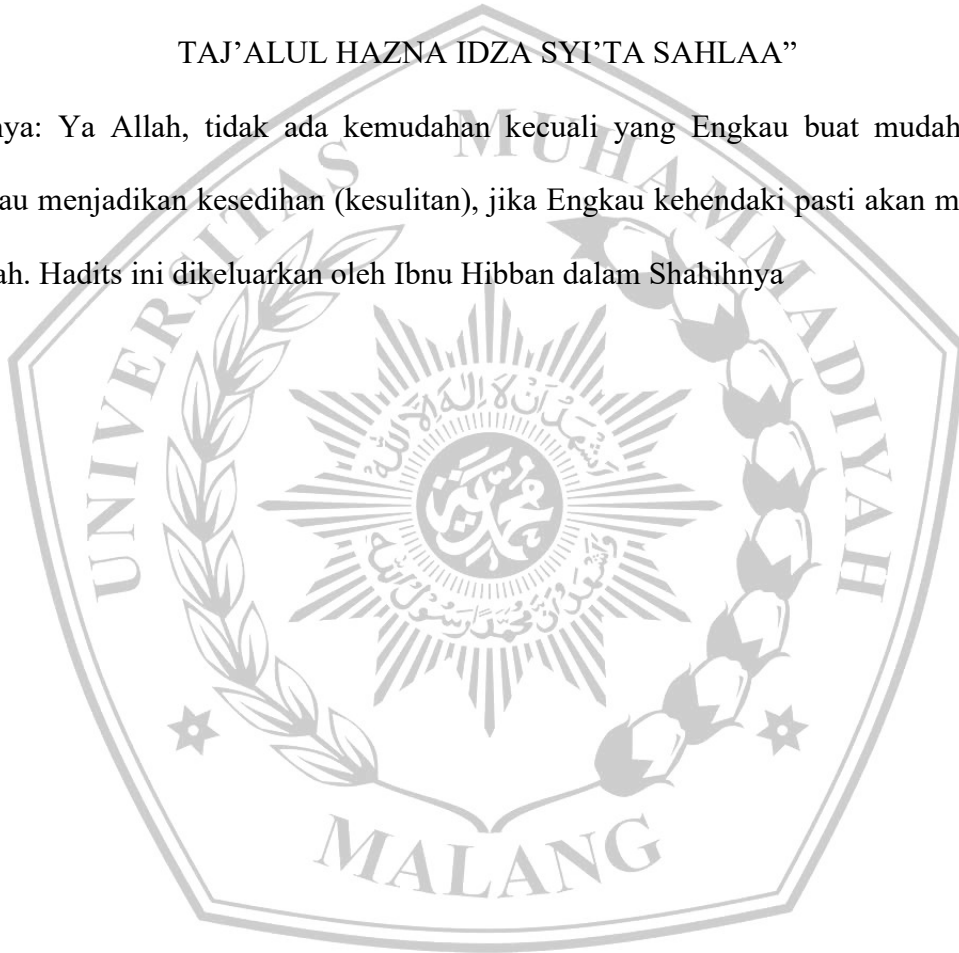 TAJ’ALUL HAZNA IDZA SYI’TA SAHLAA”
nya: Ya Allah, tidak ada kemudahan kecuali yang Engkau buat mudah
au menjadikan kesedihan (kesulitan), jika Engkau kehendaki pasti akan m
ah. Hadits ini dikeluarkan oleh Ibnu Hibban dalam Shahihnya
UNIVERSITAS MUHAMMADIYAH
MALANG